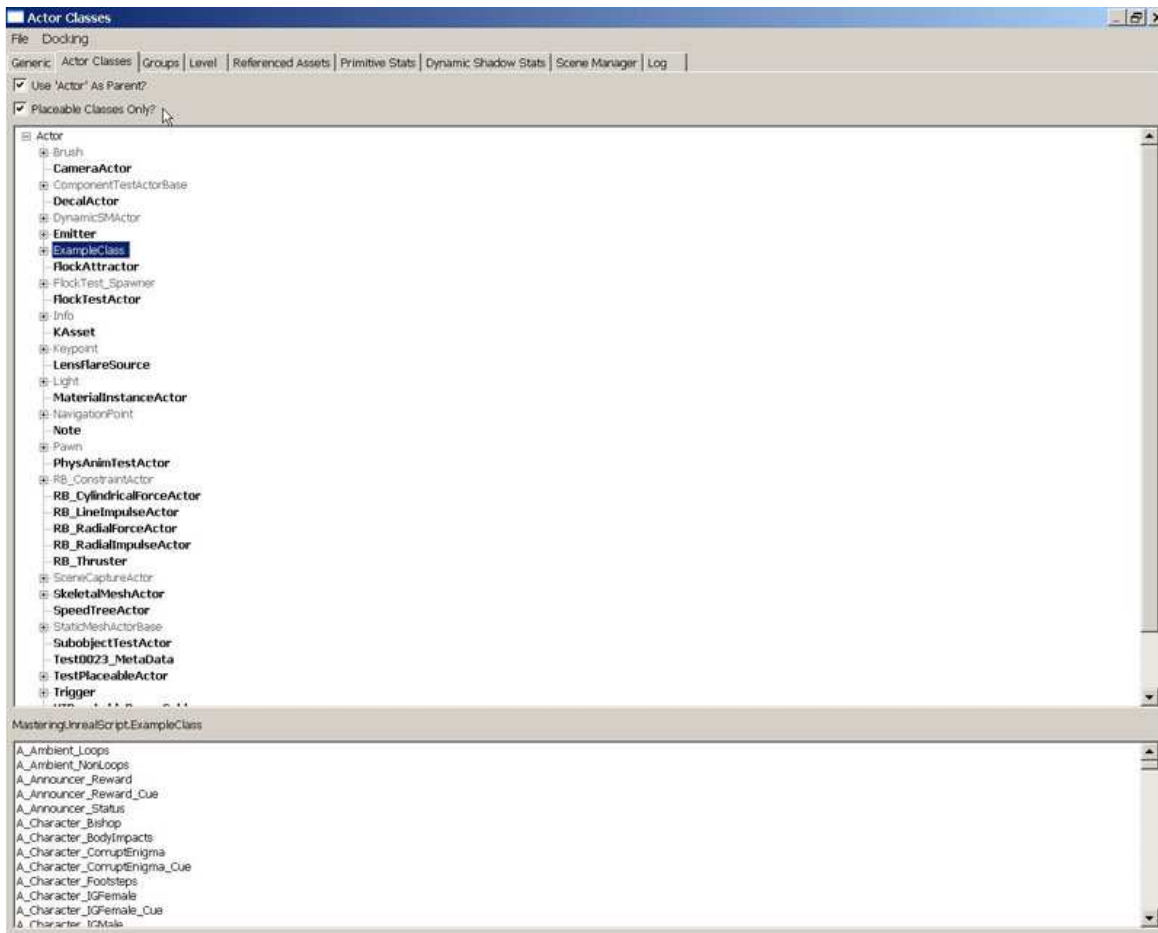 Actor Classes
File Docking
Generic Actor Classes Groups Level Referenced Assets Primitive Stats Dynamic Shadow Stats Scene Manager Log
Use 'Actor' As Parent?
Placeable Classes Only?
Actor
Brush
CameraActor
ComponentTestActorBase
DecalActor
DynamicSMActor
Emitter
ExampleClass
FlockAttractor
FlockTest_Spawner
FlockTestActor
Info
KAsset
Keypoint
LensFlareSource
Light
MaterialInstanceActor
NavigationPoint
Note
Pawn
PhysAnimTestActor
RB_ConstraintActor
RB_CylindricalForceActor
RB_LineImpulseActor
RB_RadialForceActor
RB_RadialImpulseActor
RB_Thruster
SceneCaptureActor
SkeletalMeshActor
SpeedTreeActor
StaticMeshActorBase
SubobjectTestActor
Test0023_MetaData
TestPlaceableActor
Trigger
MasteringUnrealScript.ExampleClass
A_Ambient_Loops
A_Ambient_NonLoops
A_Announcer_Reward
A_Announcer_Reward_Cue
A_Announcer_Status
A_Character_Bishop
A_Character_BodyImpacts
A_Character_CorruptEnigma
A_Character_CorruptEnigma_Cue
A_Character_Footsteps
A_Character_IGFemale
A_Character_IGFemale_Cue
A_Character_IGMale